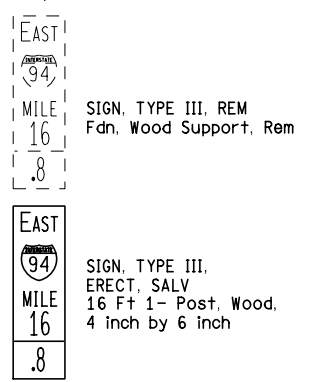 EAST
INTERSTATE
94
MILE
16
.8
SIGN, TYPE III, REM
Fdn, Wood Support, Rem
EAST
INTERSTATE
94
MILE
16
.8
SIGN, TYPE III,
ERECT, SALV
16 Ft 1- Post, Wood,
4 inch by 6 inch